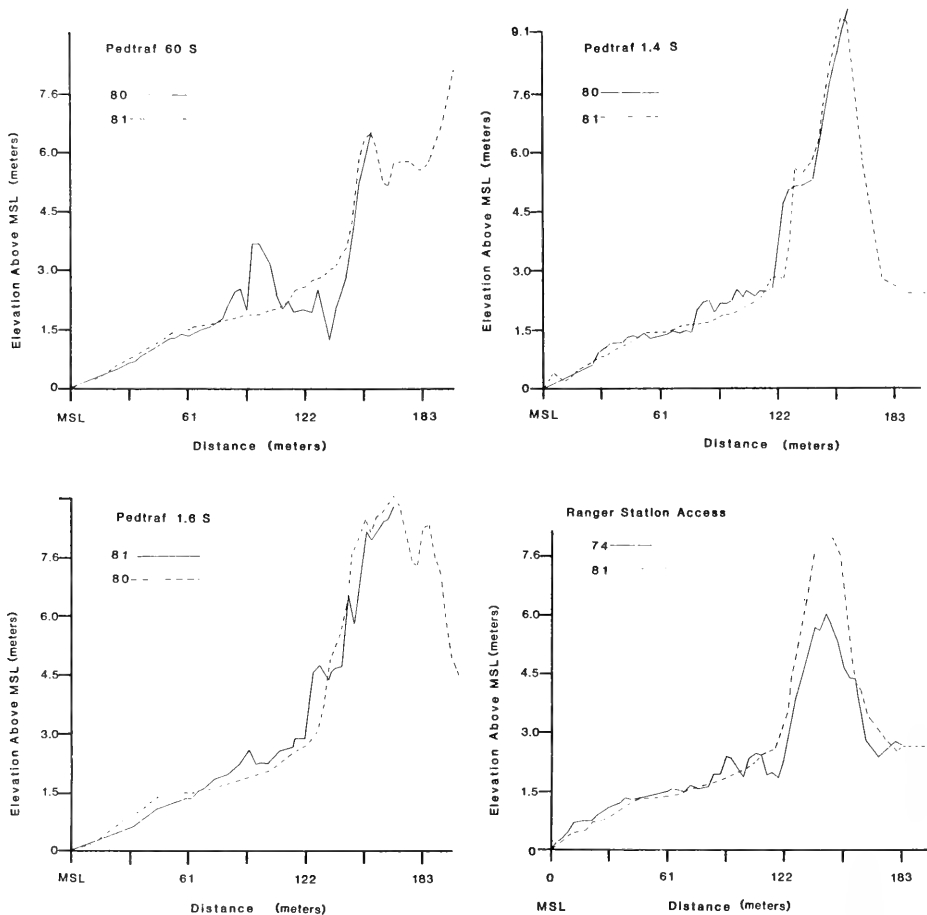 Pedtraf 60 S
80
81
7.6
6.0
4.5
3.0
1.5
0
Elevation Above MSL (meters)
MSL
61
122
183
Distance (meters)
Pedtraf 1.4 S
80
81
9.1
7.6
6.0
4.5
3.0
1.5
0
Elevation Above MSL (meters)
MSL
61
122
183
Distance (meters)
Pedtraf 1.6 S
81
80
7.6
6.0
4.5
3.0
1.5
0
Elevation Above MSL (meters)
MSL
61
122
183
Distance (meters)
Ranger Station Access
74
81
7.6
6.0
4.5
3.0
1.5
0
Elevation Above MSL (meters)
0
61
122
183
MSL
Distance (meters)